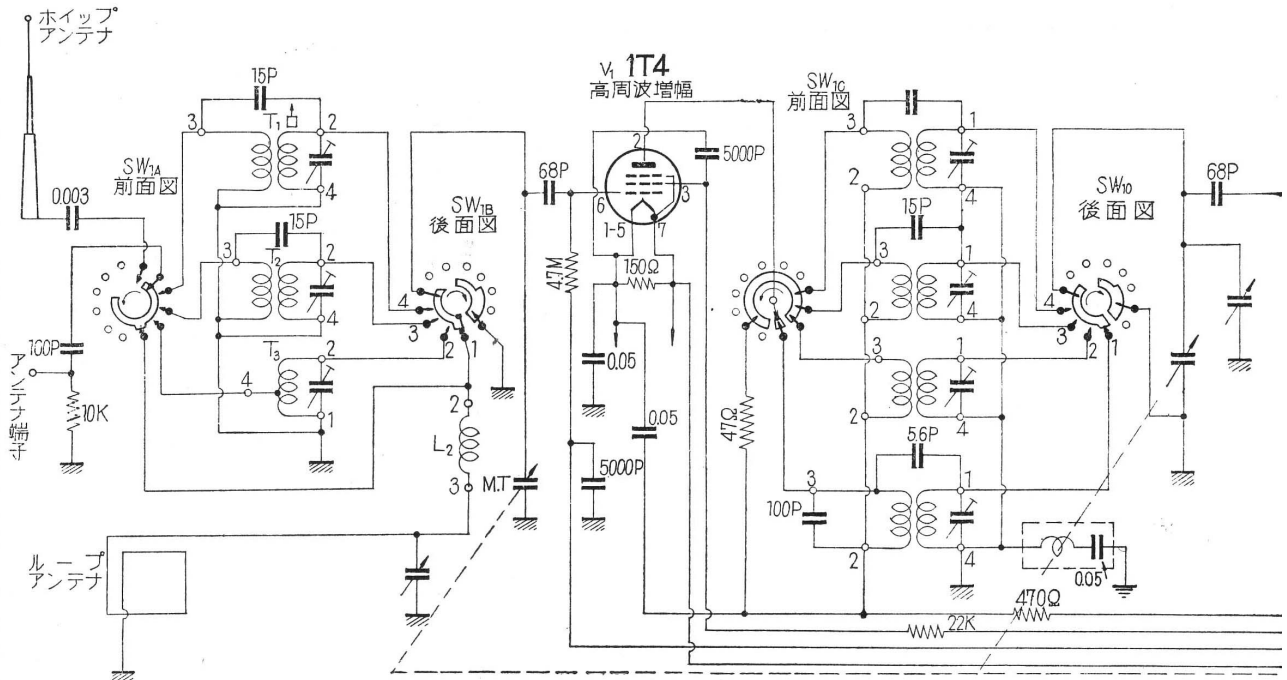 ホイップ
アンテナ
0.003
SW1A
前面図
100P
アンテナ端子
10K
15P
T1
3
2
4
15P
T2
3
2
4
T3
4
2
1
SW1B
後面図
4
3
2
1
2
L2
3
M.T
ループ
アンテナ
V1 1T4
高周波増幅
68P
2
6
3
1-5
7
5000P
4.7M
150Ω
0.05
0.05
5000P
47Ω
SW1C
前面図
3
1
2
4
15P
3
1
2
4
3
1
2
4
5.6P
3
1
100P
2
4
SW1D
後面図
4
3
2
1
68P
0.05
470Ω
22K